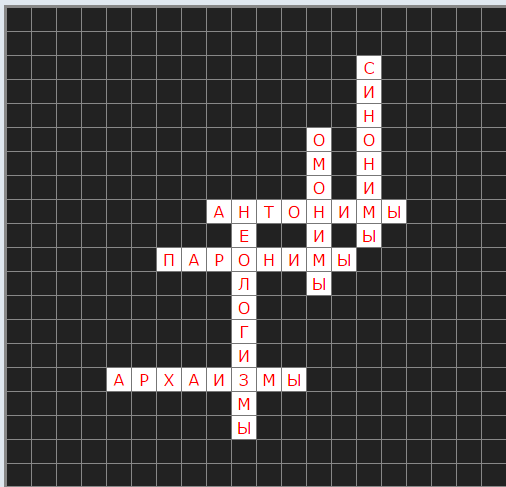 СИНОНИМЫ
ОМОНИМЫ
АНТОНИМЫ
НЕОЛОГИЗМЫ
ПАРОНИМЫ
АРХАИЗМЫ